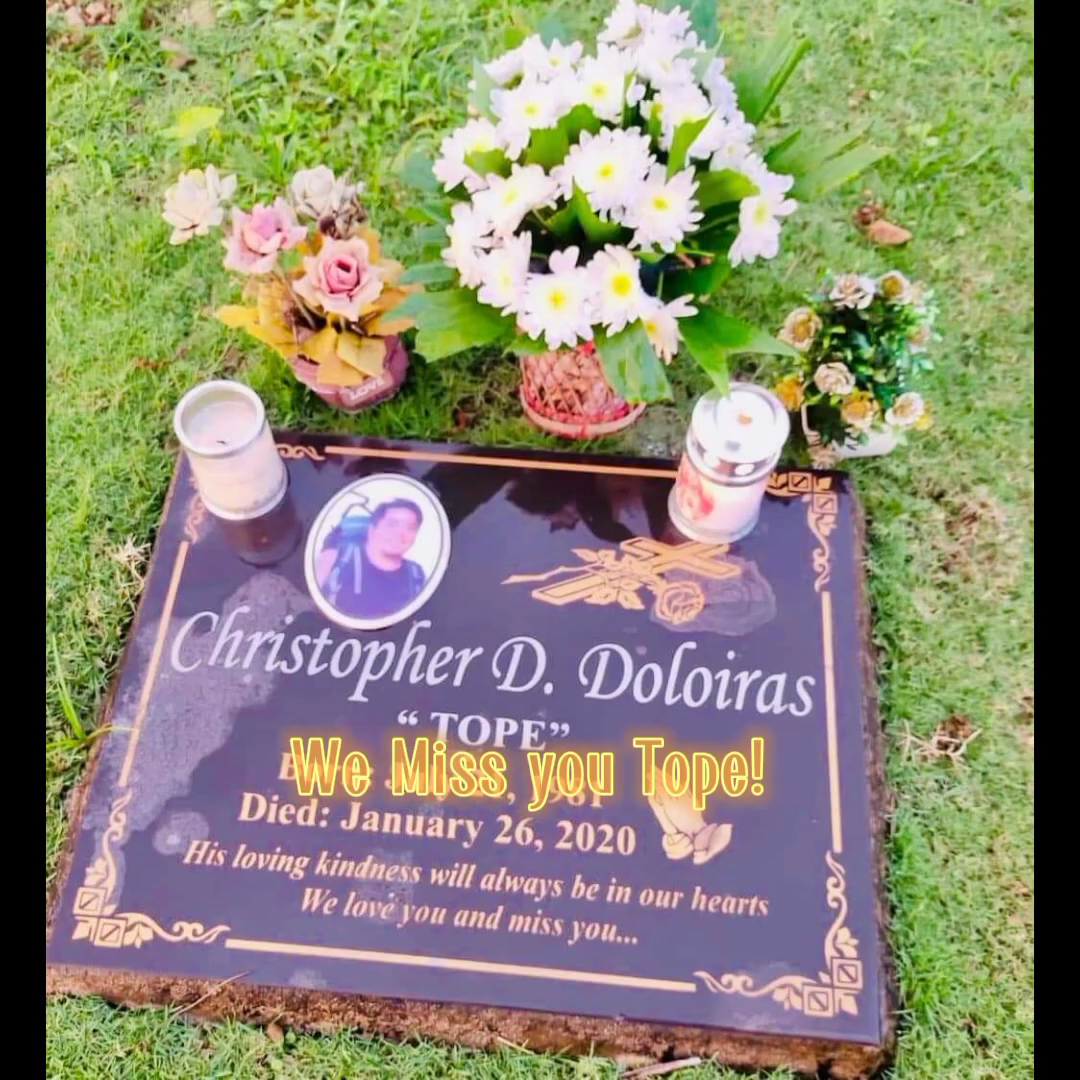 LOVE
Christopher D. Doloiras
“ TOPE”
We Miss you Tope!
Died: January 26, 2020
His loving kindness will always be in our hearts
We love you and miss you...